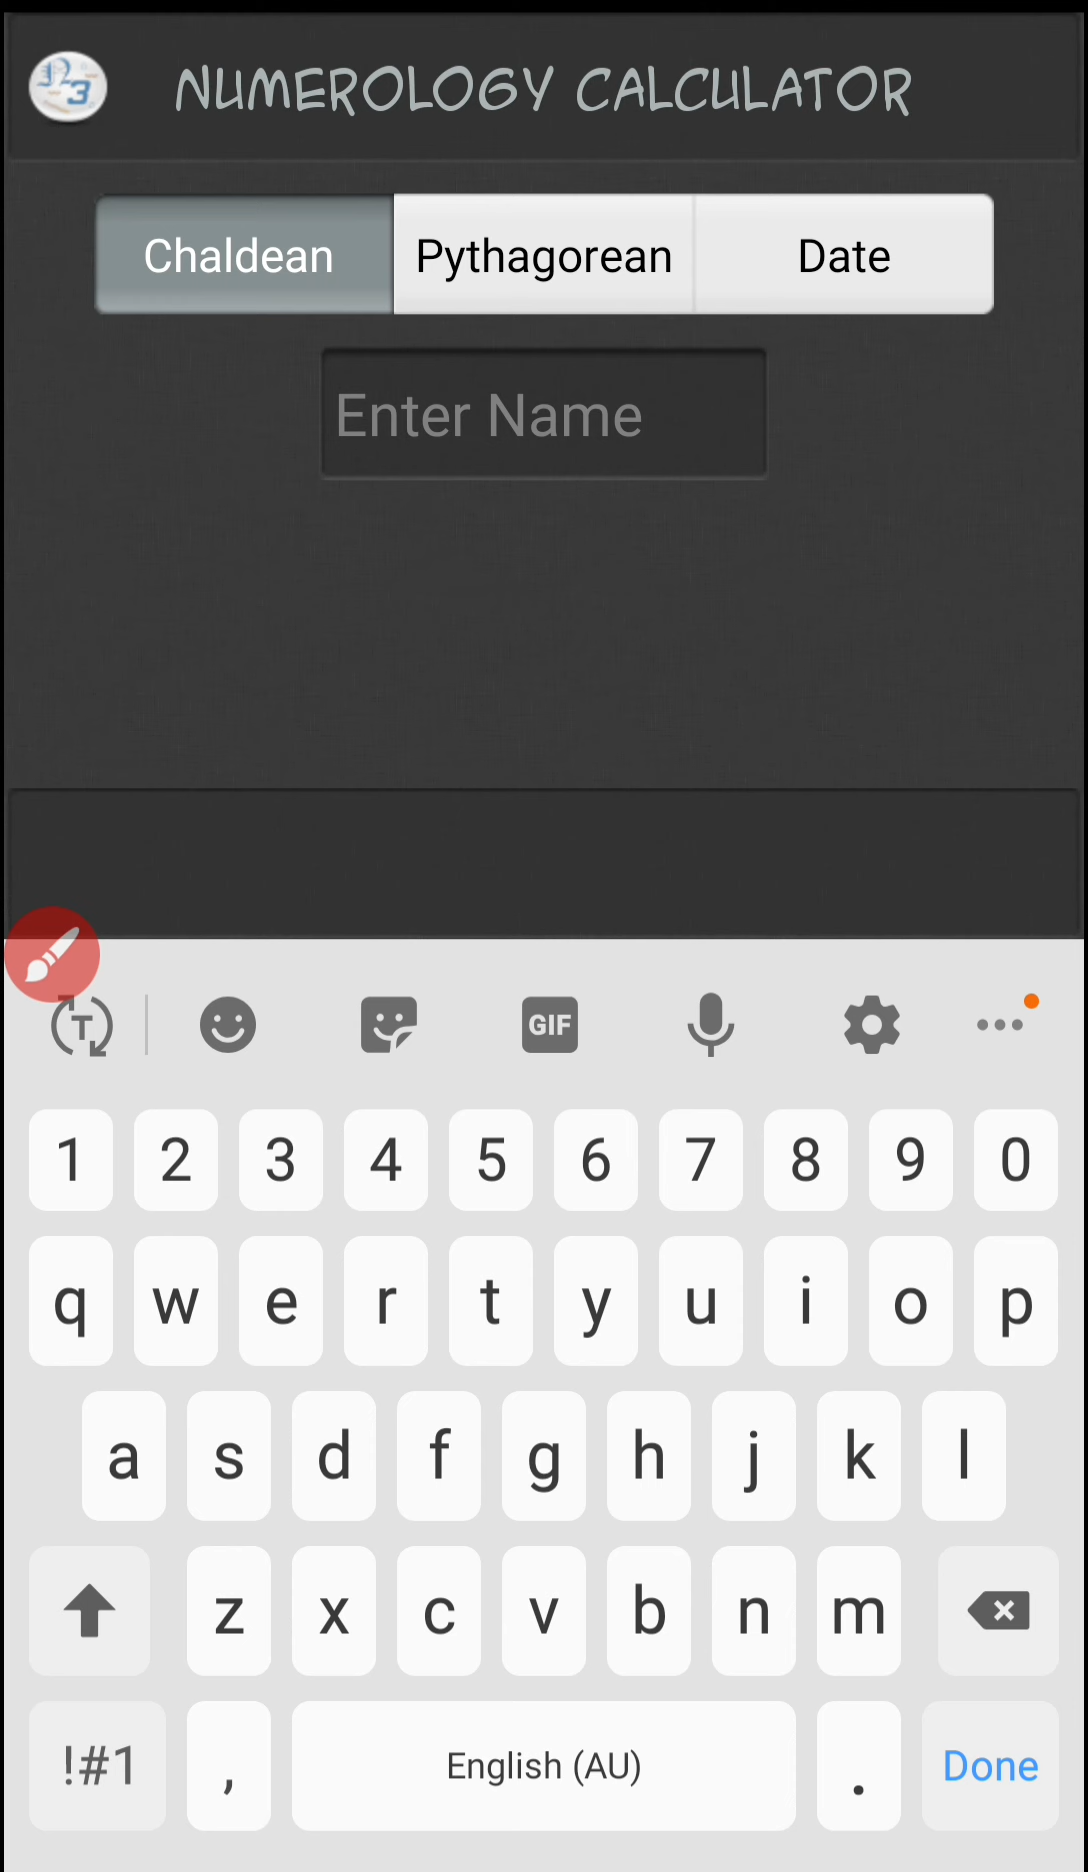 NUMEROLOGY CALCULATOR
Chaldean Pythagorean Date
Enter Name
T GIF
1 2 3 4 5 6 7 8 9 0
q w e r t y u i o p
a s d f g h j k l
z x c v b n m
!#1 , English (AU) . Done